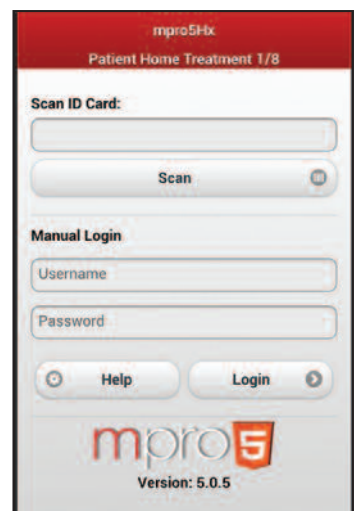 mpro5Hx
Patient Home Treatment 1/8
Scan ID Card:
Scan
Manual Login
Username
Password
Help Login
mpro5
Version: 5.0.5